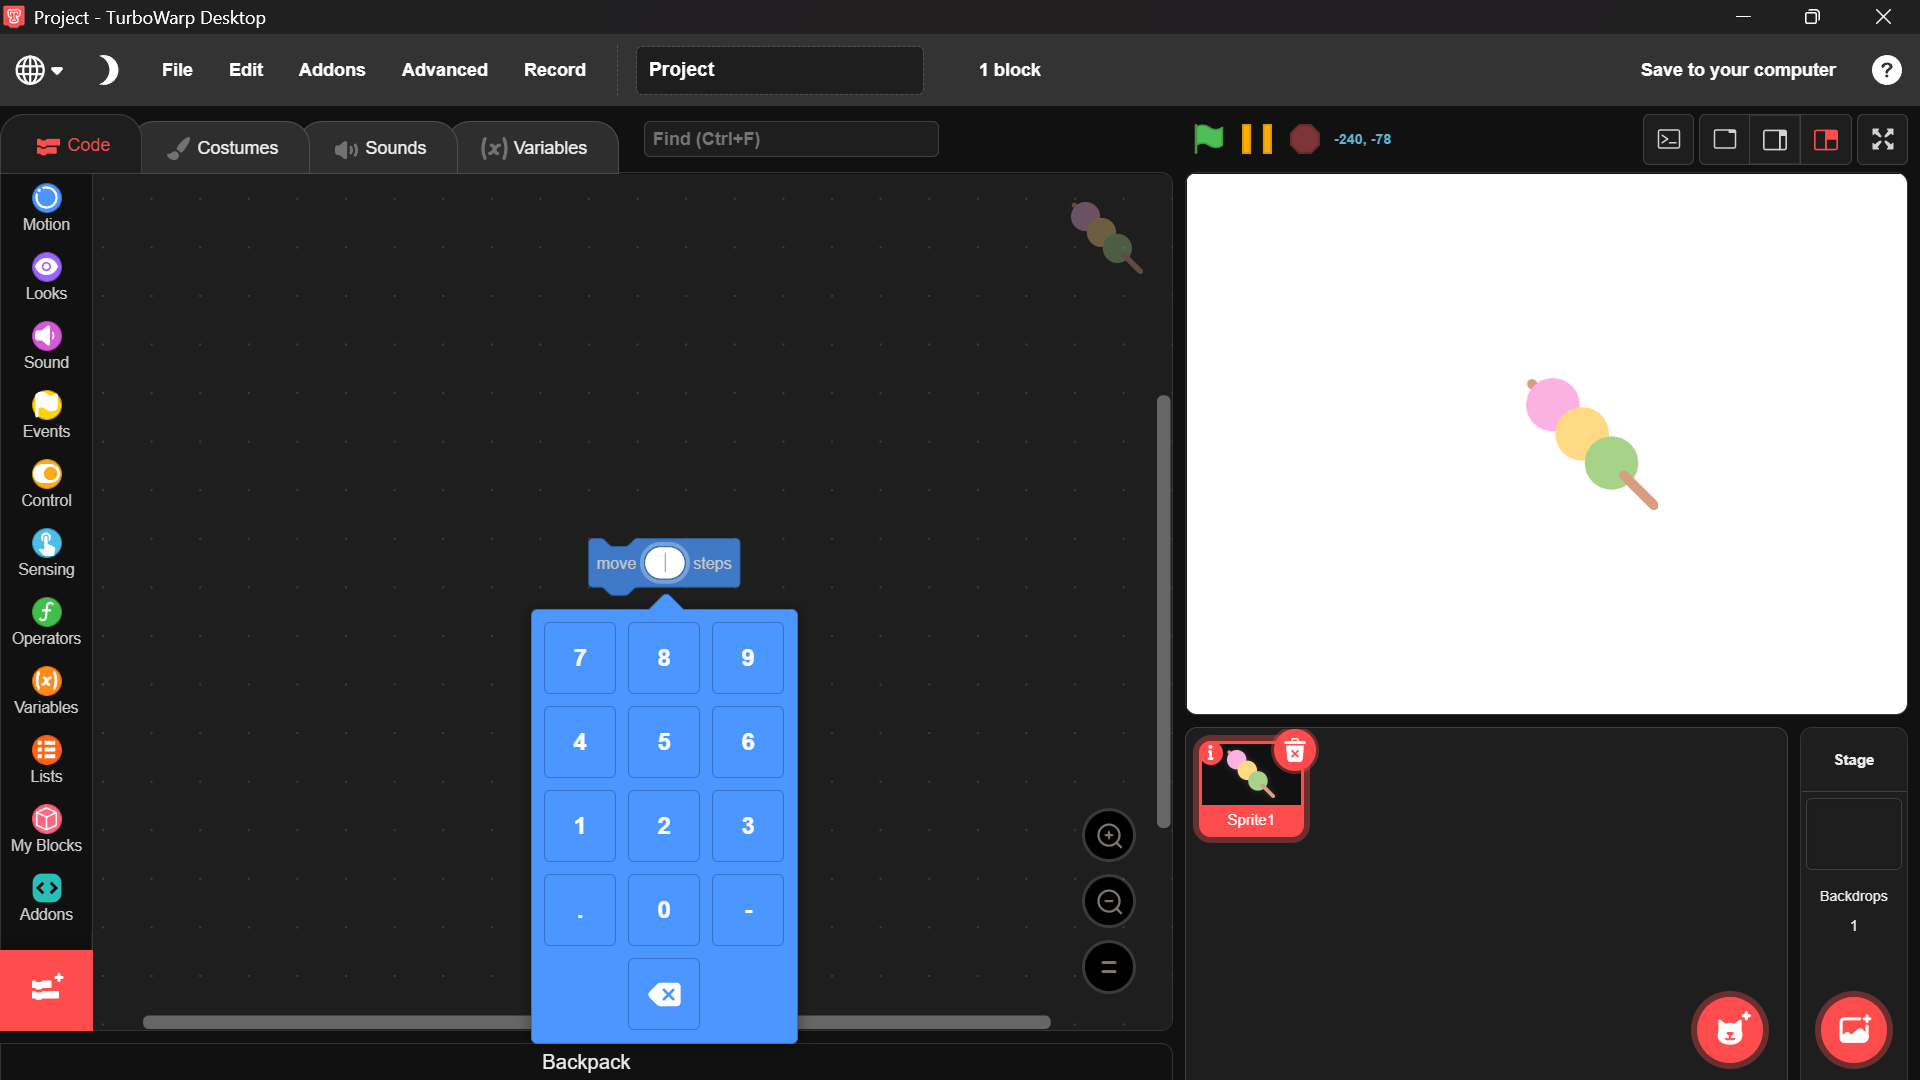 Project - TurboWarp Desktop
File Edit Addons Advanced Record Project 1 block Save to your computer ?
Code Costumes Sounds (x) Variables Find (Ctrl+F) -240, -78
Motion
Looks
Sound
Events
Control
Sensing
Operators
Variables
Lists
My Blocks
Addons
move steps
7 8 9
4 5 6
1 2 3
. 0 -
Backpack
Sprite1
Stage
Backdrops
1